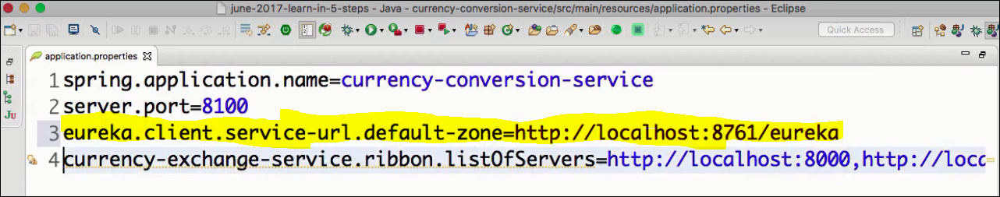 june-2017-learn-in-5-steps - Java - currency-conversion-service/src/main/resources/application.properties - Eclipse
Quick Access
application.properties
1 spring.application.name=currency-conversion-service
2 server.port=8100
3 eureka.client.service-url.default-zone=http://localhost:8761/eureka
4 currency-exchange-service.ribbon.listOfServers=http://localhost:8000,http://loca
JU